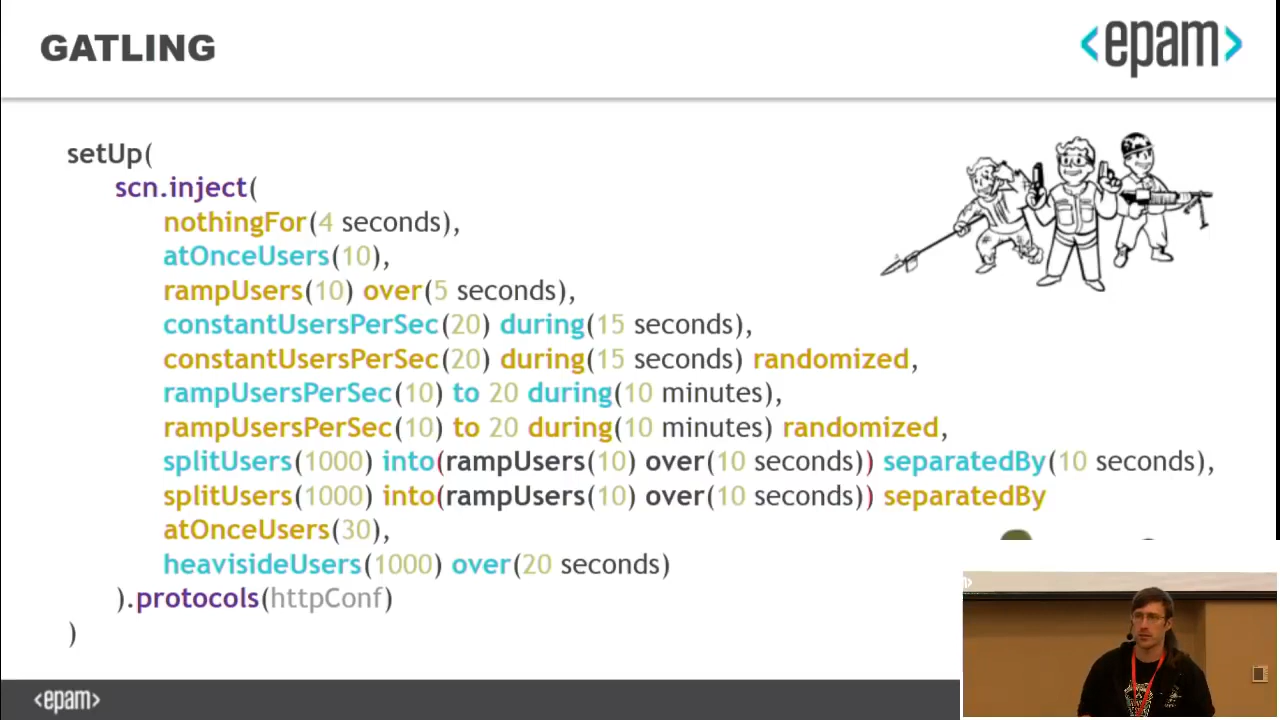 GATLING
<epam>
setUp(
scn.inject(
nothingFor(4 seconds),
atOnceUsers(10),
rampUsers(10) over(5 seconds),
constantUsersPerSec(20) during(15 seconds),
constantUsersPerSec(20) during(15 seconds) randomized,
rampUsersPerSec(10) to 20 during(10 minutes),
rampUsersPerSec(10) to 20 during(10 minutes) randomized,
splitUsers(1000) into(rampUsers(10) over(10 seconds)) separatedBy(10 seconds),
splitUsers(1000) into(rampUsers(10) over(10 seconds)) separatedBy
atOnceUsers(30),
heavisideUsers(1000) over(20 seconds)
).protocols(httpConf)
)
<epam>